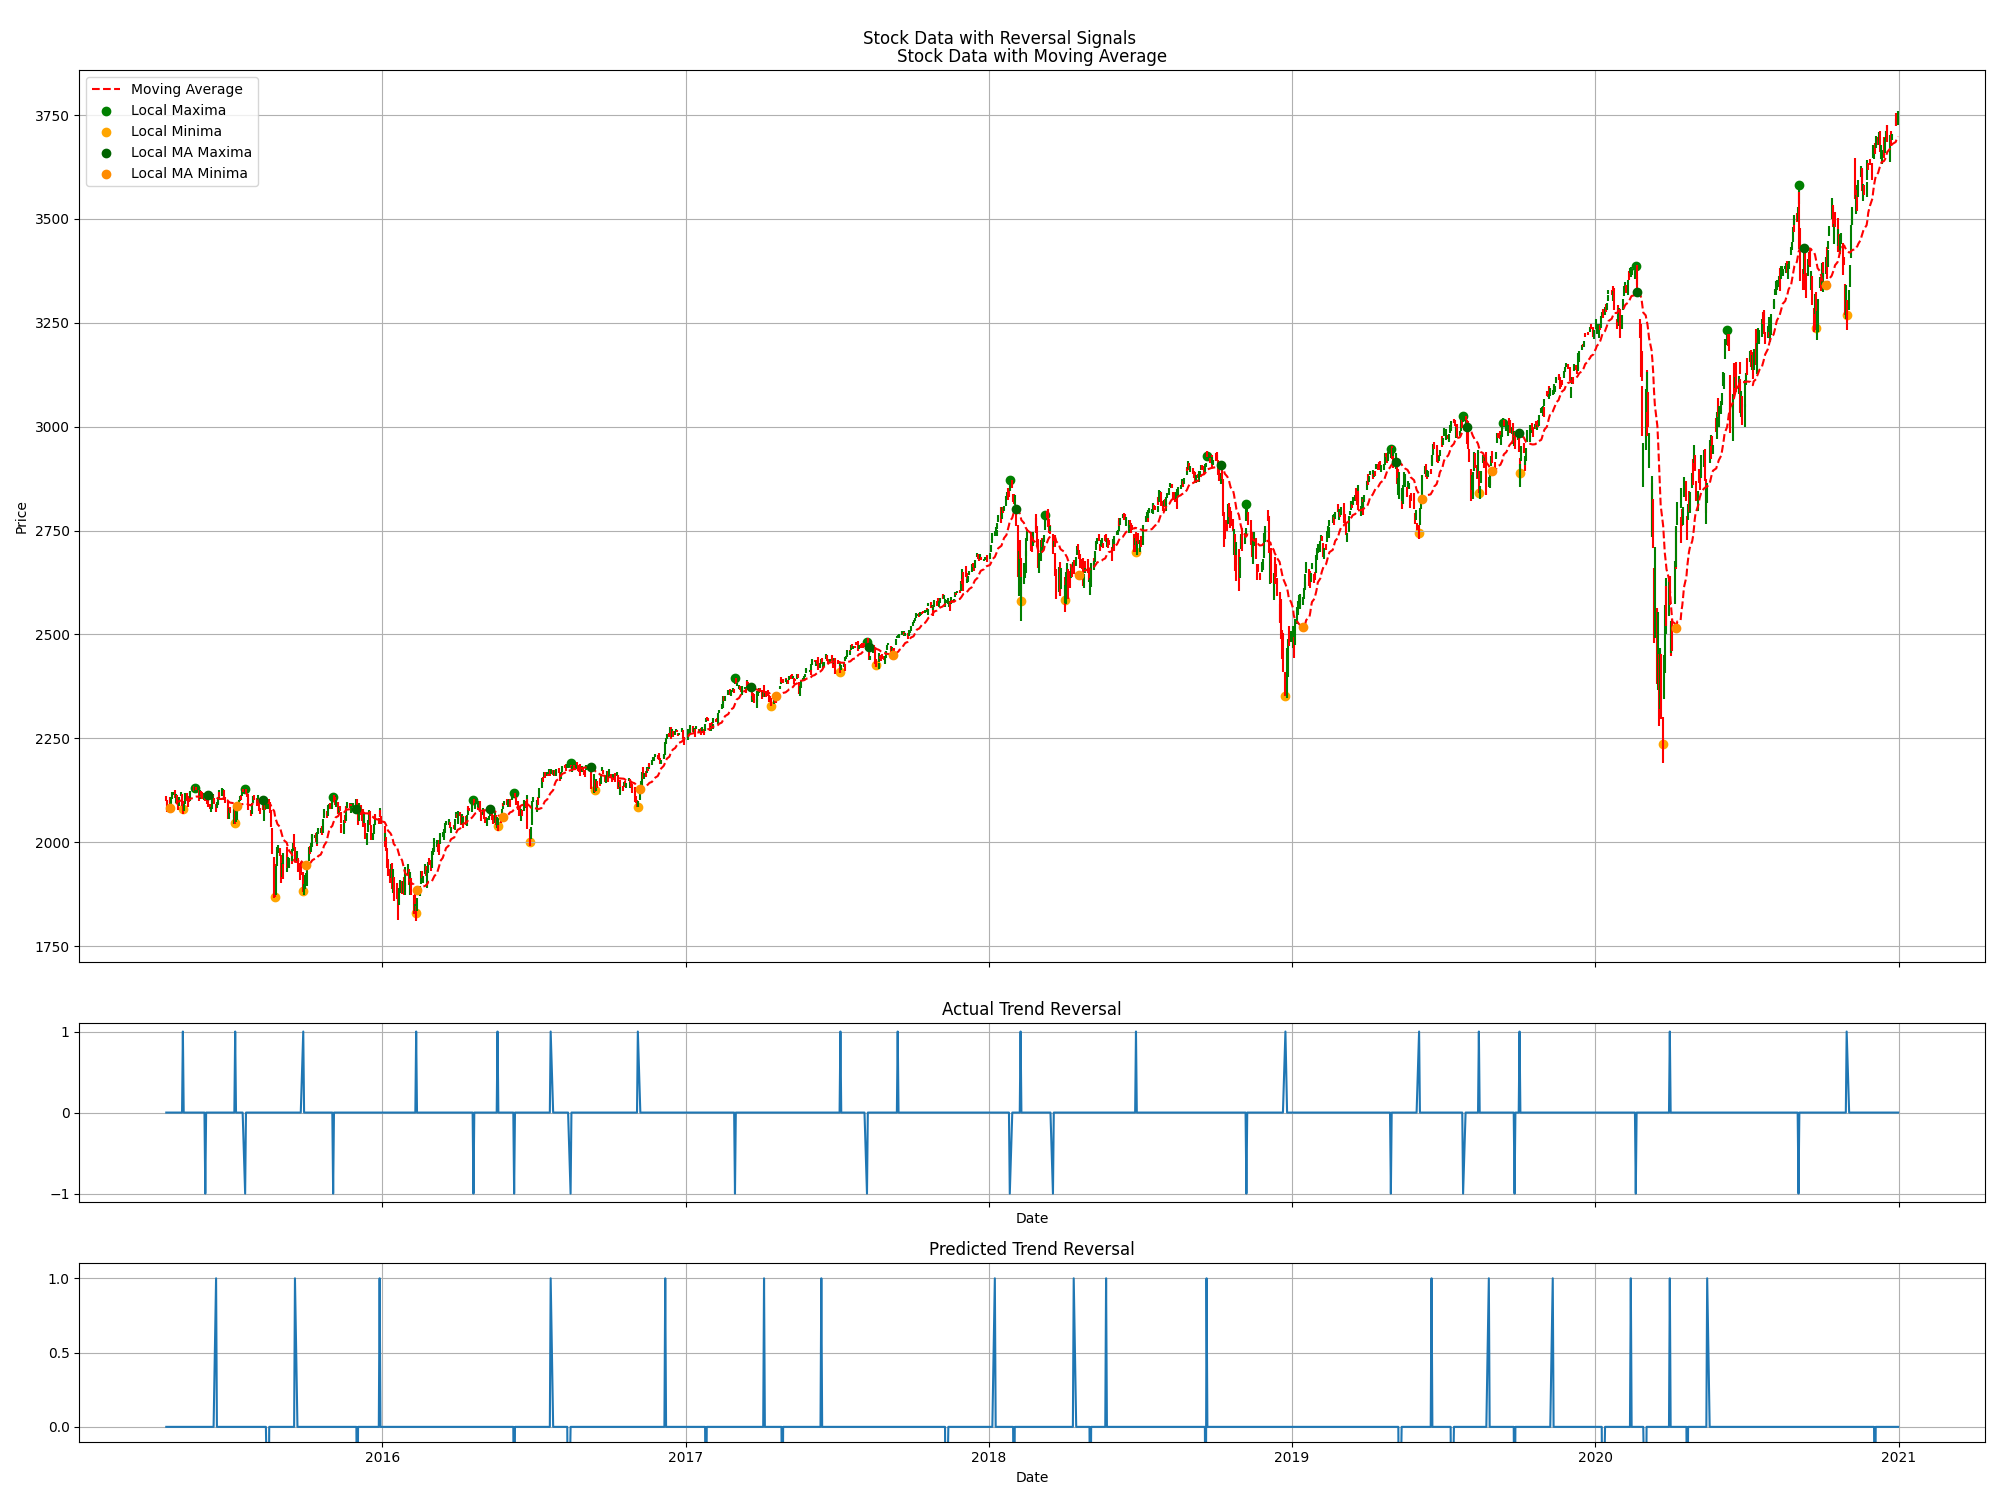 Stock Data with Reversal Signals
Stock Data with Moving Average
Moving Average
Local Maxima
Local Minima
Local MA Maxima
Local MA Minima
3750
3500
3250
3000
2750
2500
2250
2000
1750
Price
Actual Trend Reversal
1
0
−1
Date
Predicted Trend Reversal
1.0
0.5
0.0
2016
2017
2018
2019
2020
2021
Date